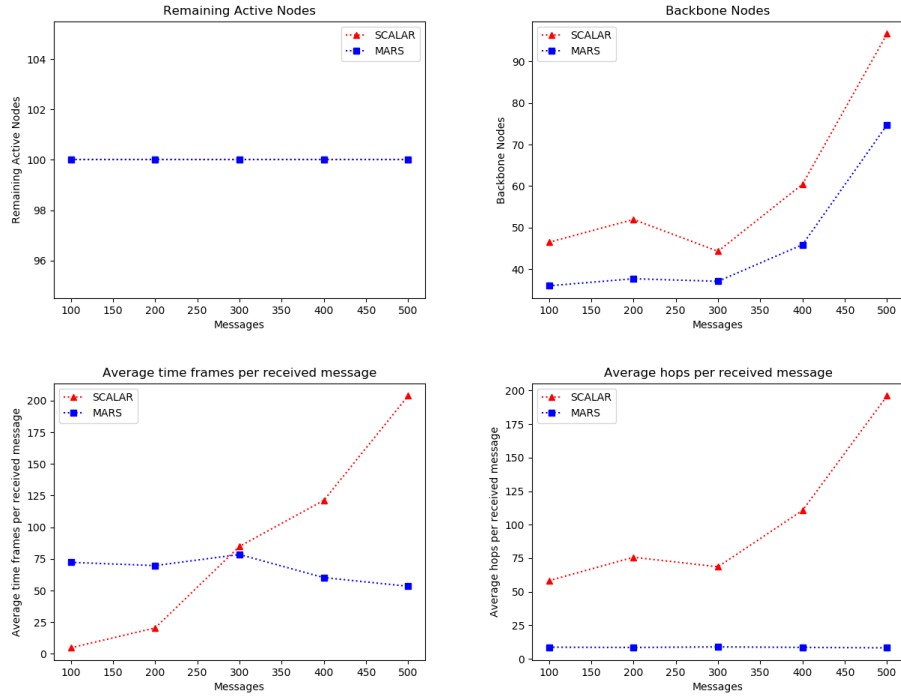 Remaining Active Nodes
SCALAR
MARS
104
102
100
98
96
Remaining Active Nodes
100 150 200 250 300 350 400 450 500
Messages
Backbone Nodes
SCALAR
MARS
90
80
70
60
50
40
Backbone Nodes
100 150 200 250 300 350 400 450 500
Messages
Average time frames per received message
SCALAR
MARS
200
175
150
125
100
75
50
25
0
Average time frames per received message
100 150 200 250 300 350 400 450 500
Messages
Average hops per received message
SCALAR
MARS
200
175
150
125
100
75
50
25
0
Average hops per received message
100 150 200 250 300 350 400 450 500
Messages